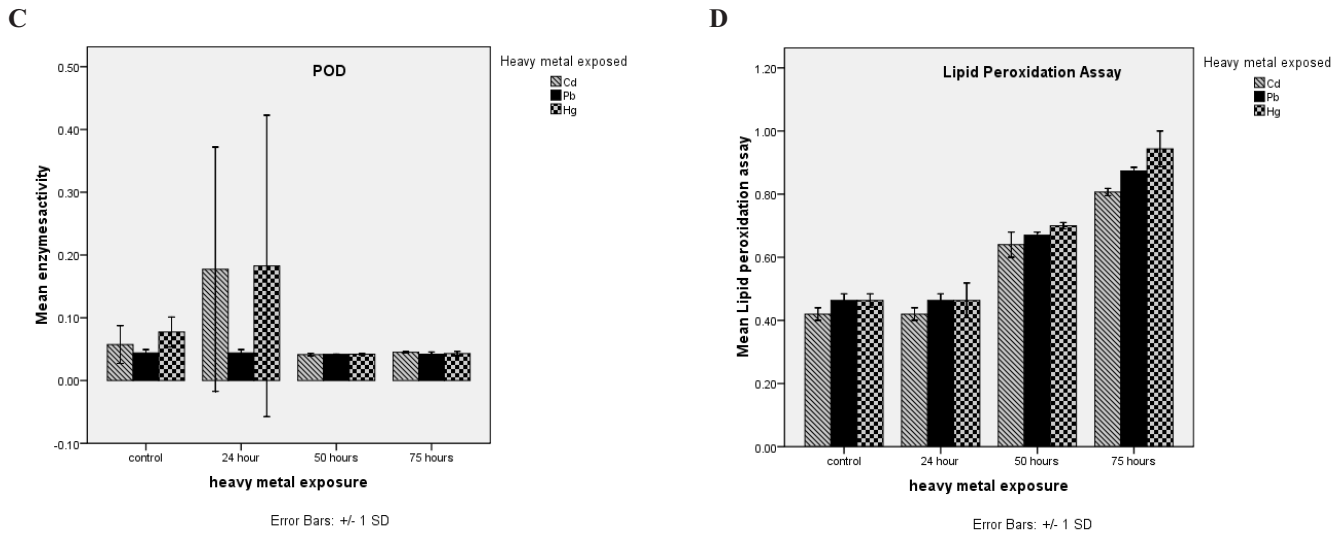 C
POD
Mean enzymesactivity
0.50
0.40
0.30
0.20
0.10
0.00
-0.10
control
24 hour
50 hours
75 hours
heavy metal exposure
Error Bars: +/- 1 SD
Heavy metal exposed
Cd
Pb
Hg
D
Lipid Peroxidation Assay
Mean Lipid peroxidation assay
1.20
1.00
0.80
0.60
0.40
0.20
0.00
control
24 hour
50 hours
75 hours
heavy metal exposure
Error Bars: +/- 1 SD
Heavy metal exposed
Cd
Pb
Hg